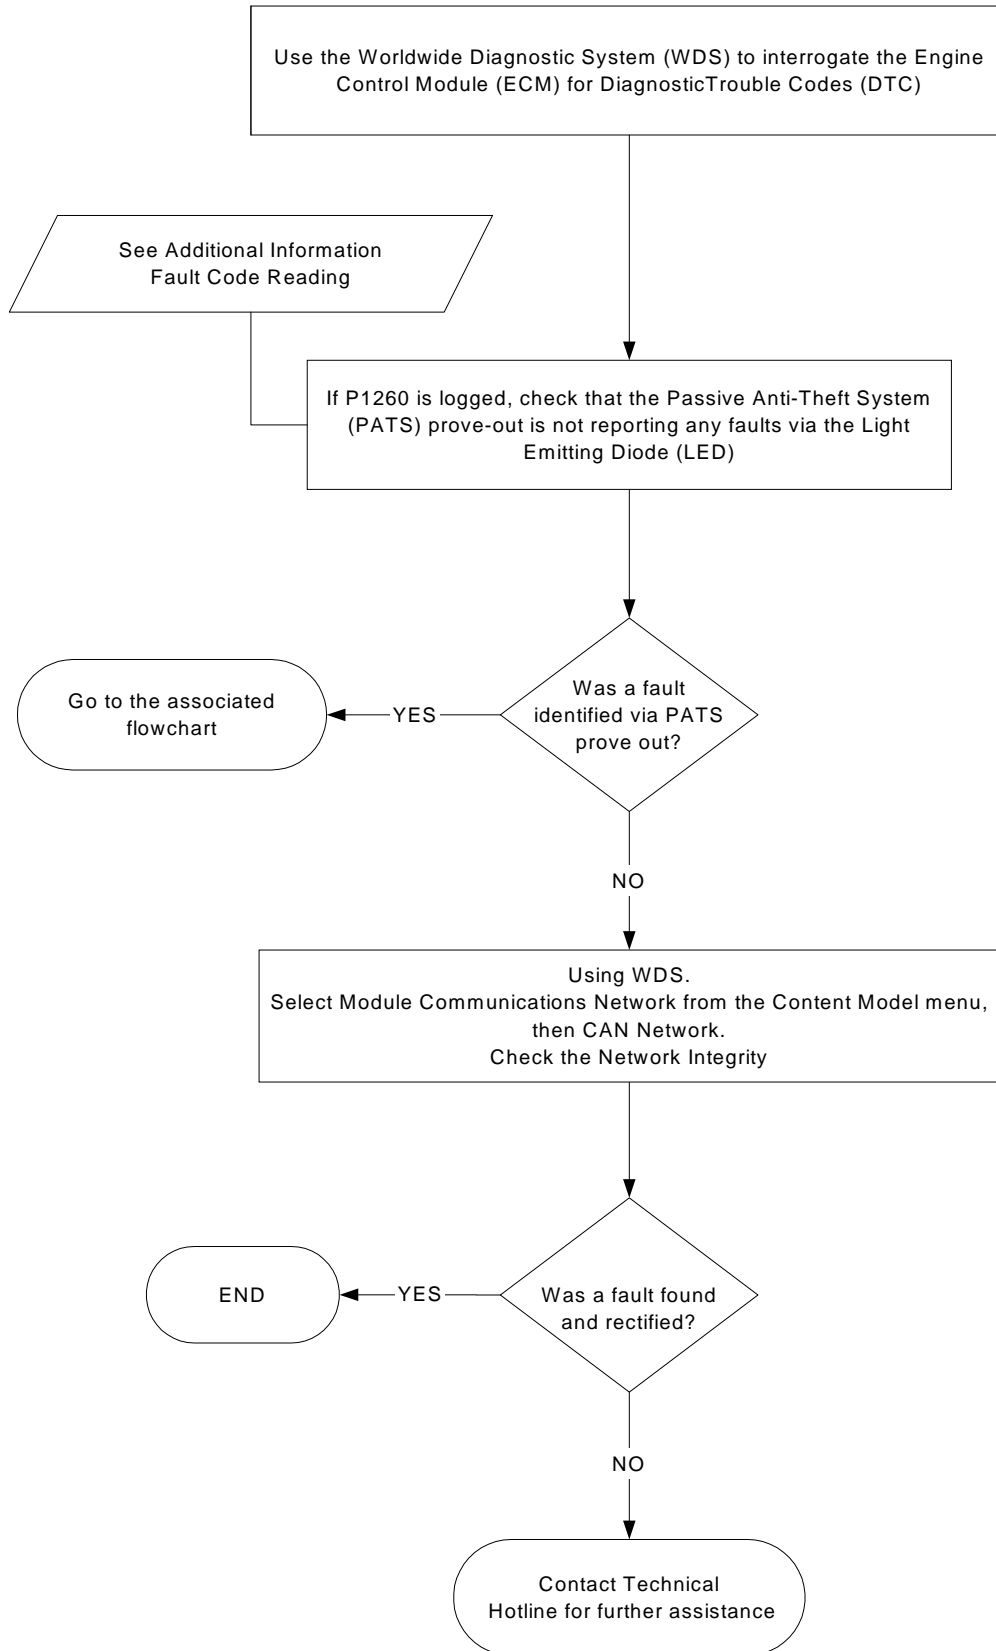 Use the Worldwide Diagnostic System (WDS) to interrogate the Engine
Control Module (ECM) for DiagnosticTrouble Codes (DTC)
See Additional Information
Fault Code Reading
If P1260 is logged, check that the Passive Anti-Theft System
(PATS) prove-out is not reporting any faults via the Light
Emitting Diode (LED)
Was a fault
identified via PATS
prove out?
YES
Go to the associated
flowchart
NO
Using WDS.
Select Module Communications Network from the Content Model menu,
then CAN Network.
Check the Network Integrity
Was a fault found
and rectified?
YES
END
NO
Contact Technical
Hotline for further assistance